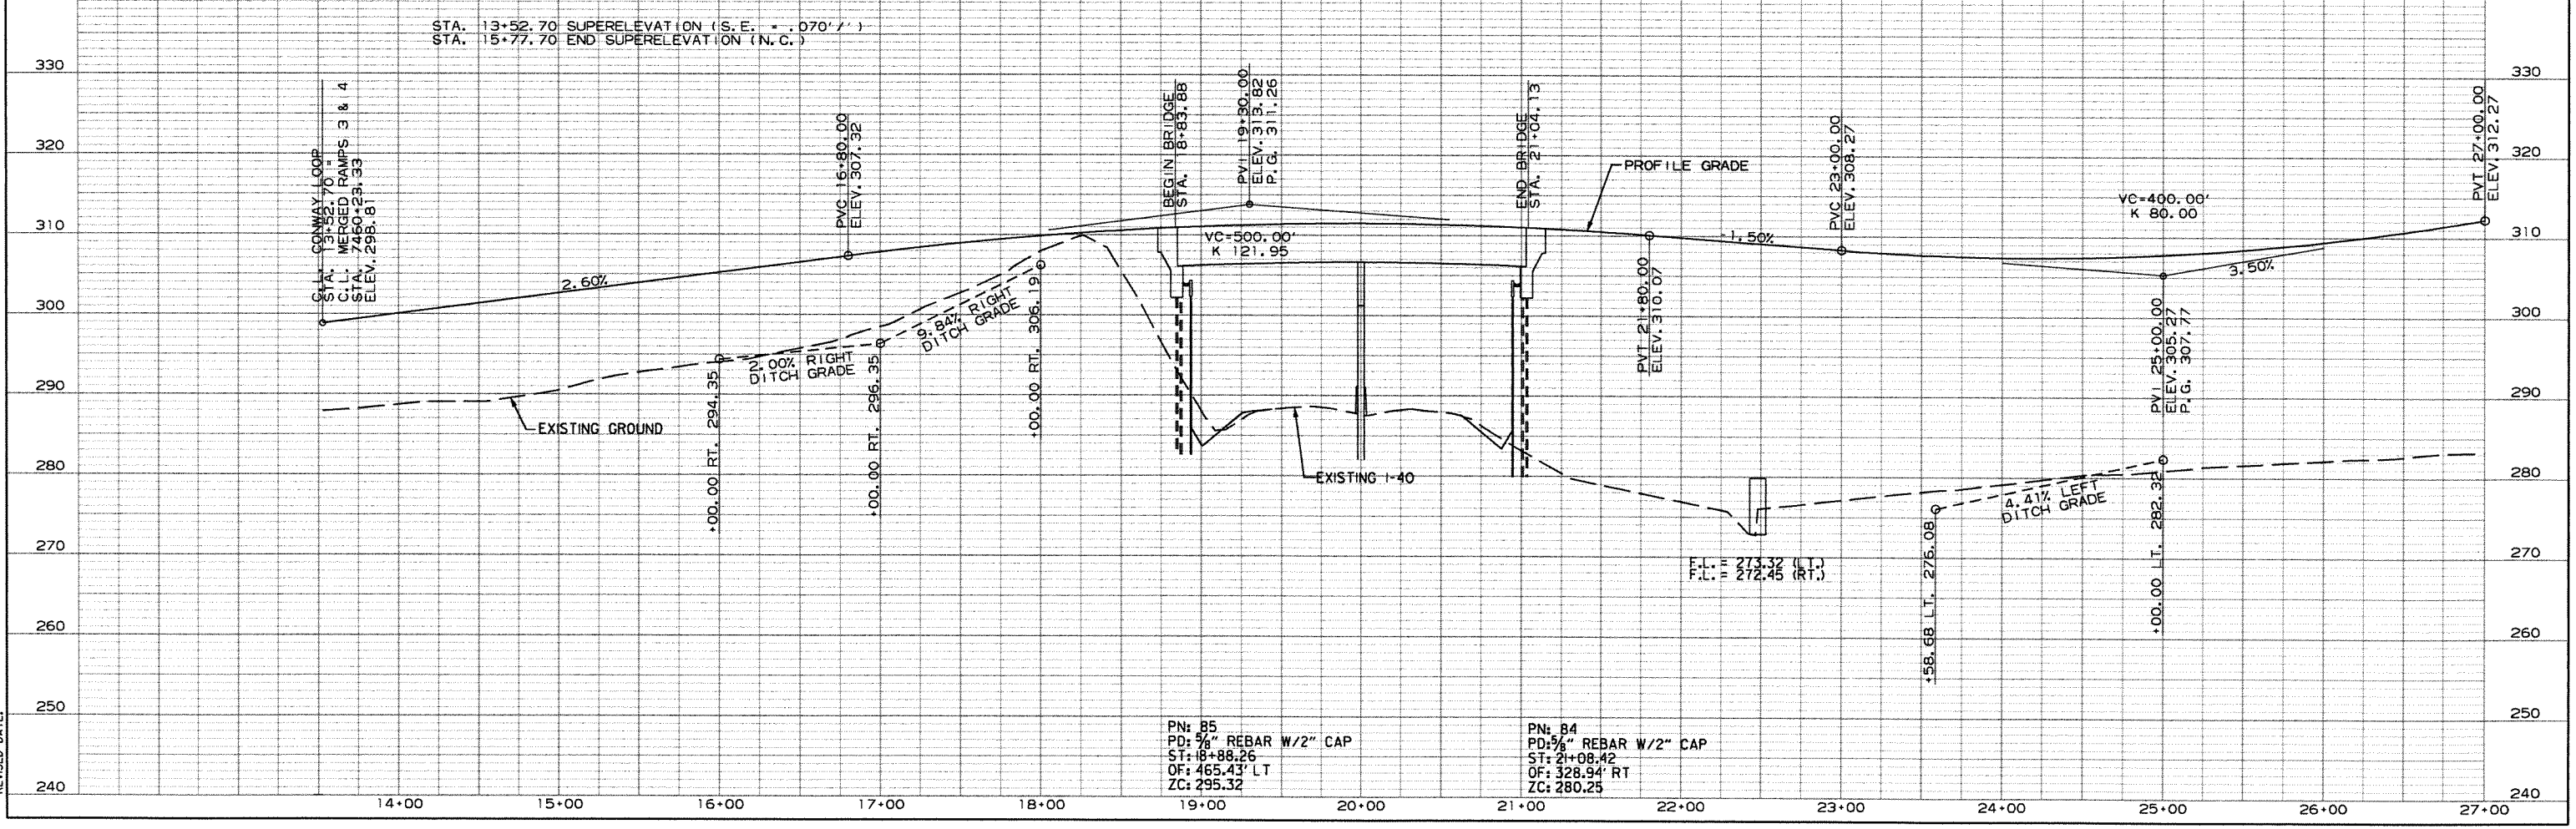 STA. 13+52.70 SUPERELEVATION (S.E. = .070'/')
STA. 15+77.70 END SUPERELEVATION (N.C.)
330
320
310
300
290
280
270
260
250
240
C.L. CONWAY LOOP
STA. 13+52.70 =
C.L. MERGED RAMPS 3 & 4
STA. 7460+23.33
ELEV. 298.81
2.60%
PVC 16+80.00
ELEV. 307.32
EXISTING GROUND
+00.00 RT. 294.35
2.00% RIGHT
DITCH GRADE
+00.00 RT. 296.35
9.84% RIGHT
DITCH GRADE
+00.00 RT. 306.19
BEGIN BRIDGE
STA. 18+83.88
PVI 19+30.00
ELEV. 313.82
P.G. 311.26
VC=500.00'
K 121.95
EXISTING I-40
END BRIDGE
STA. 21+04.13
PROFILE GRADE
PVT 21+80.00
ELEV. 310.07
-1.50%
PVC 23+00.00
ELEV. 308.27
F.L. = 273.32 (LT.)
F.L. = 272.45 (RT.)
+58.68 LT. 276.08
4.41% LEFT
DITCH GRADE
+00.00 LT. 282.32
VC=400.00'
K 80.00
3.50%
PVI 25+00.00
ELEV. 305.27
P.G. 307.77
PVT 27+00.00
ELEV. 312.27
330
320
310
300
290
280
270
260
250
240
PN: 85
PD: 5/8" REBAR W/2" CAP
ST: 18+88.26
OF: 465.43' LT
ZC: 295.32
PN: 84
PD: 5/8" REBAR W/2" CAP
ST: 21+08.42
OF: 328.94' RT
ZC: 280.25
14+00
15+00
16+00
17+00
18+00
19+00
20+00
21+00
22+00
23+00
24+00
25+00
26+00
27+00